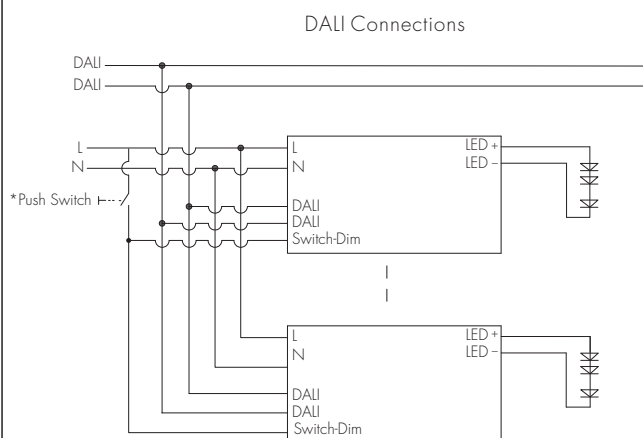 DALI Connections
DALI
DALI
L
N
*Push Switch
L
N
DALI
DALI
Switch-Dim
LED +
LED –
L
N
DALI
DALI
Switch-Dim
LED +
LED –